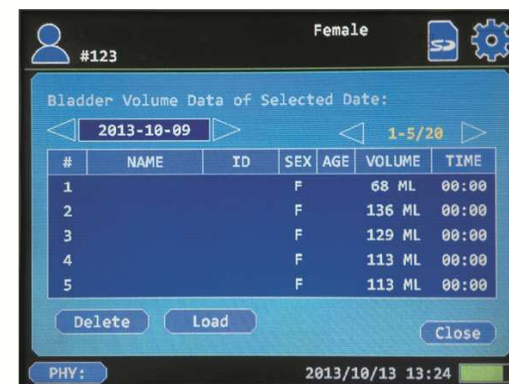 Female
#123
SD
Bladder Volume Data of Selected Date:
2013-10-09 1-5/20
# NAME ID SEX AGE VOLUME TIME
1 F 68 ML 00:00
2 F 136 ML 00:00
3 F 129 ML 00:00
4 F 113 ML 00:00
5 F 113 ML 00:00
Delete Load
Close
PHY: 2013/10/13 13:24